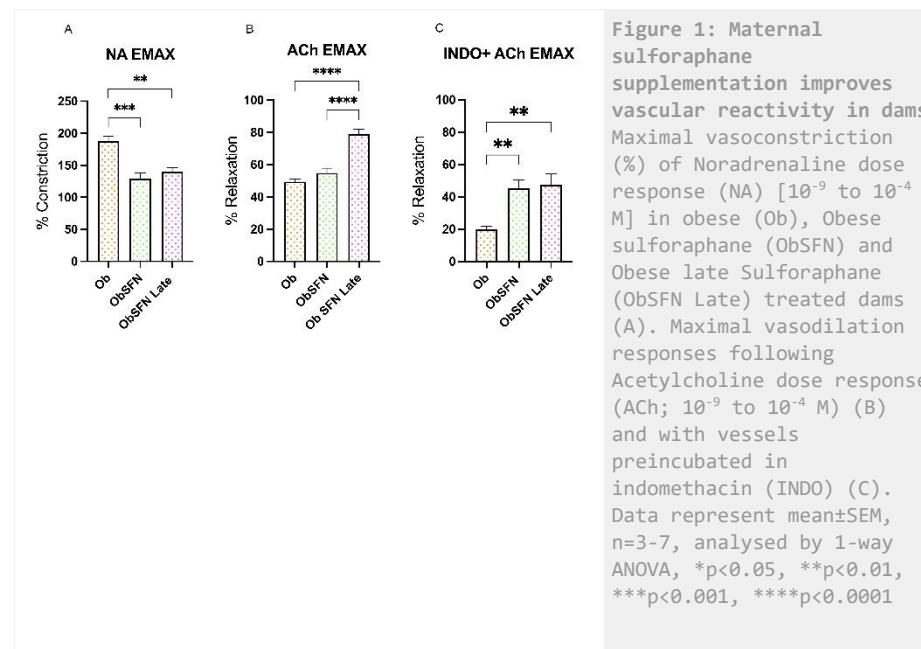 A
NA EMAX
**
***
250
200
150
100
50
0
% Constriction
Ob
ObSFN
ObSFN Late
B
ACh EMAX
****
****
100
80
60
40
20
0
% Relaxation
Ob
ObSFN
Ob SFN Late
C
INDO+ ACh EMAX
**
**
100
80
60
40
20
0
% Relaxation
Ob
ObSFN
ObSFN Late
Figure 1: Maternal
sulforaphane
supplementation improves
vascular reactivity in dams
Maximal vasoconstriction
(%) of Noradrenaline dose
response (NA) [10⁻⁹ to 10⁻⁴
M] in obese (Ob), Obese
sulforaphane (ObSFN) and
Obese late Sulforaphane
(ObSFN Late) treated dams
(A). Maximal vasodilation
responses following
Acetylcholine dose response
(ACh; 10⁻⁹ to 10⁻⁴ M) (B)
and with vessels
preincubated in
indomethacin (INDO) (C).
Data represent mean±SEM,
n=3-7, analysed by 1-way
ANOVA, *p<0.05, **p<0.01,
***p<0.001, ****p<0.0001